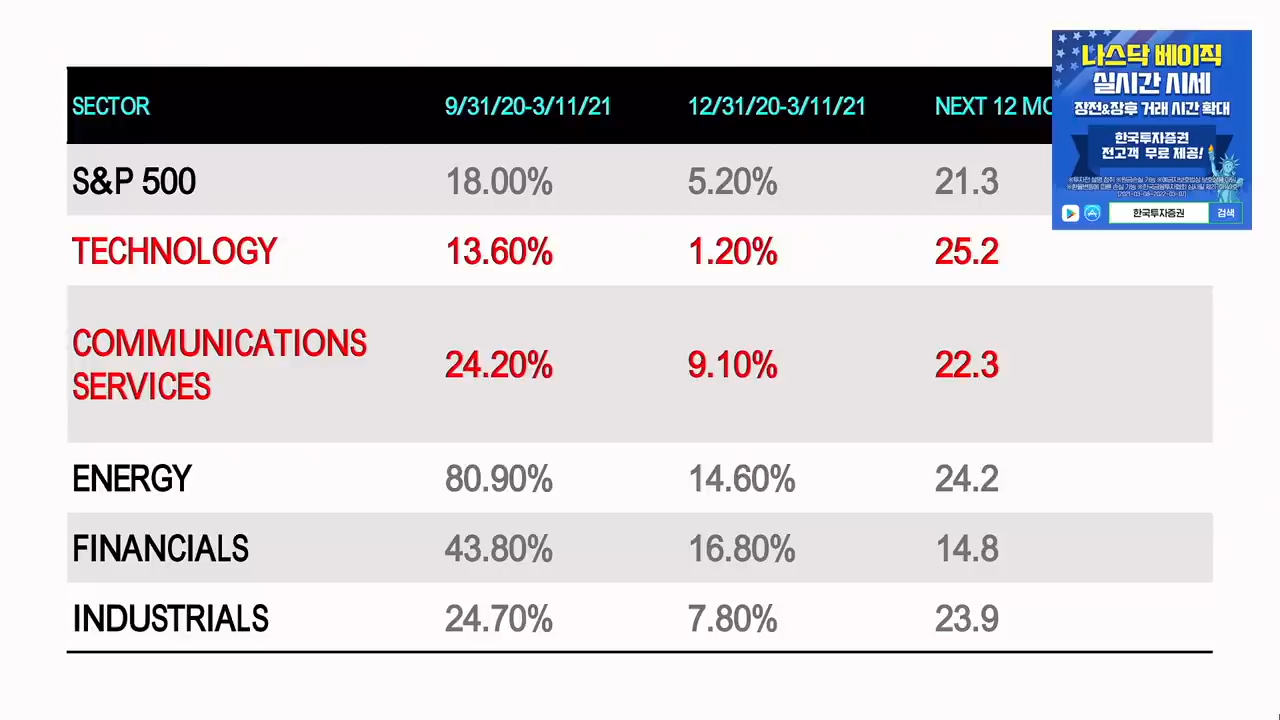 SECTOR 9/31/20-3/11/21 12/31/20-3/11/21 NEXT 12 MO
S&P 500 18.00% 5.20% 21.3
TECHNOLOGY 13.60% 1.20% 25.2
COMMUNICATIONS
SERVICES 24.20% 9.10% 22.3
ENERGY 80.90% 14.60% 24.2
FINANCIALS 43.80% 16.80% 14.8
INDUSTRIALS 24.70% 7.80% 23.9
나스닥 베이직
실시간 시세
장전&장후 거래 시간 확대
한국투자증권
전고객 무료 제공!
한국투자증권 검색